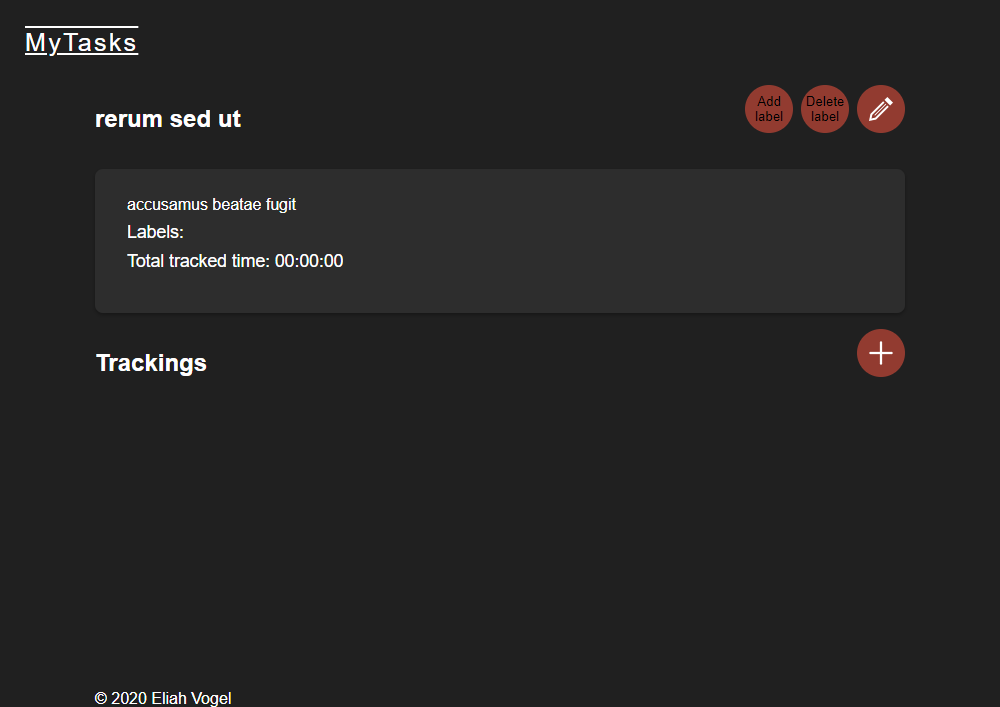 MyTasks
rerum sed ut
Add
label
Delete
label
accusamus beatae fugit
Labels:
Total tracked time: 00:00:00
Trackings
© 2020 Eliah Vogel